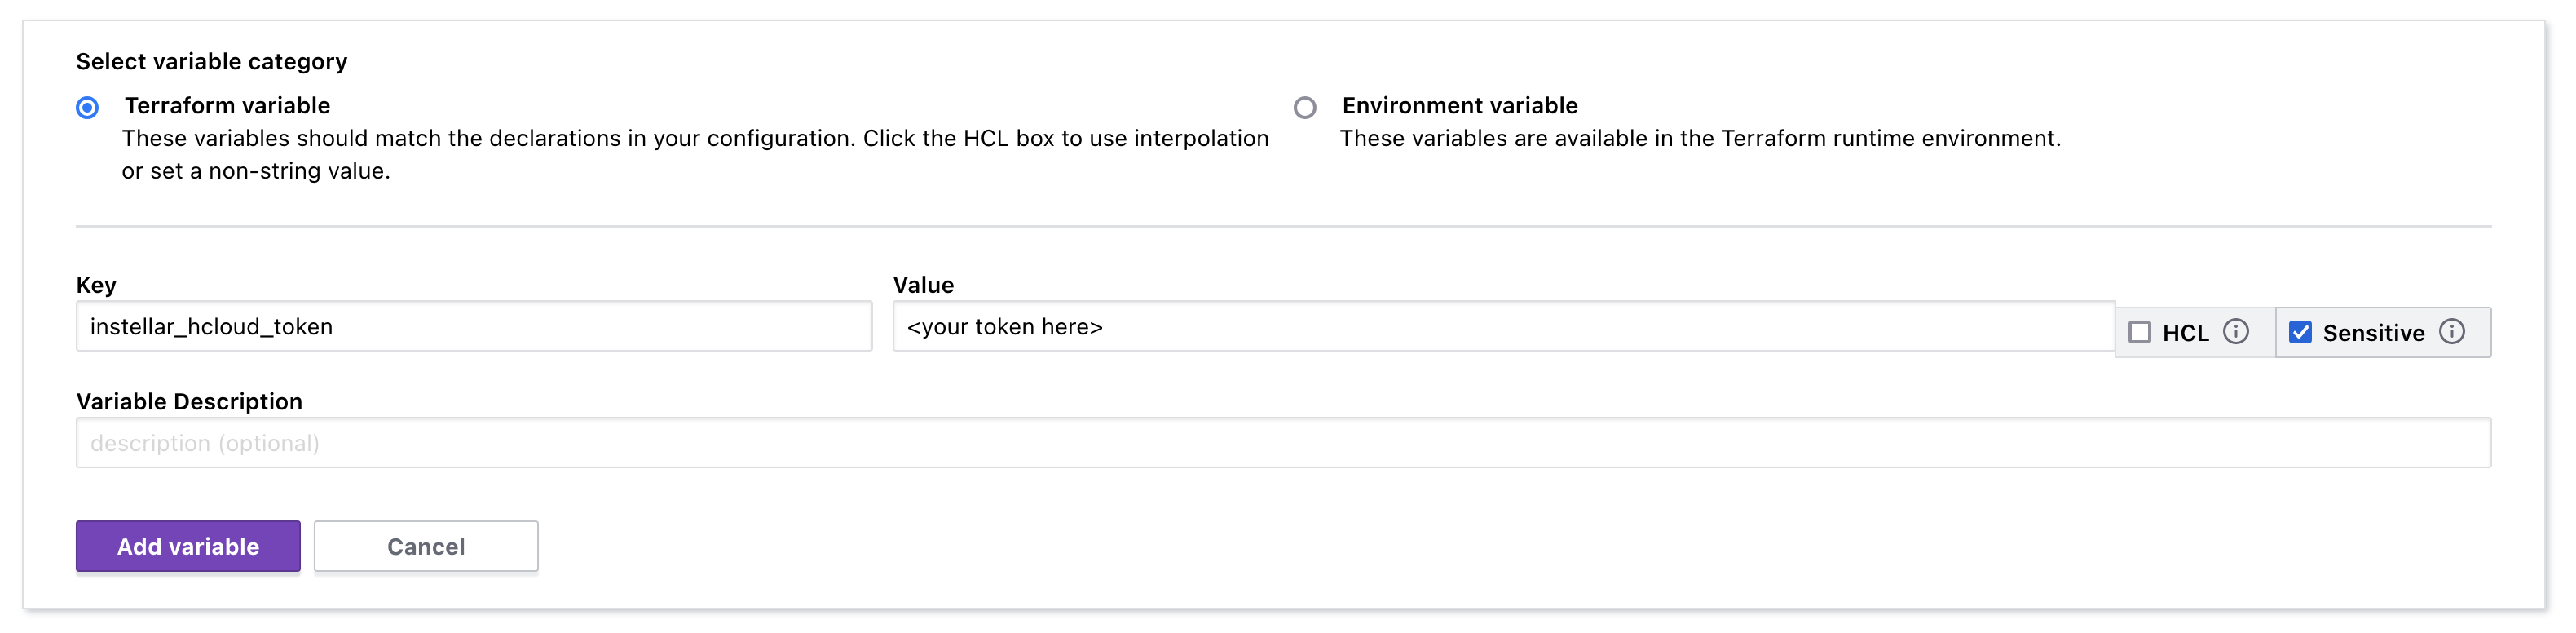 Select variable category
Terraform variable
These variables should match the declarations in your configuration. Click the HCL box to use interpolation
or set a non-string value.
Environment variable
These variables are available in the Terraform runtime environment.
Key
instellar_hcloud_token
Value
<your token here>
HCL
Sensitive
Variable Description
description (optional)
Add variable
Cancel